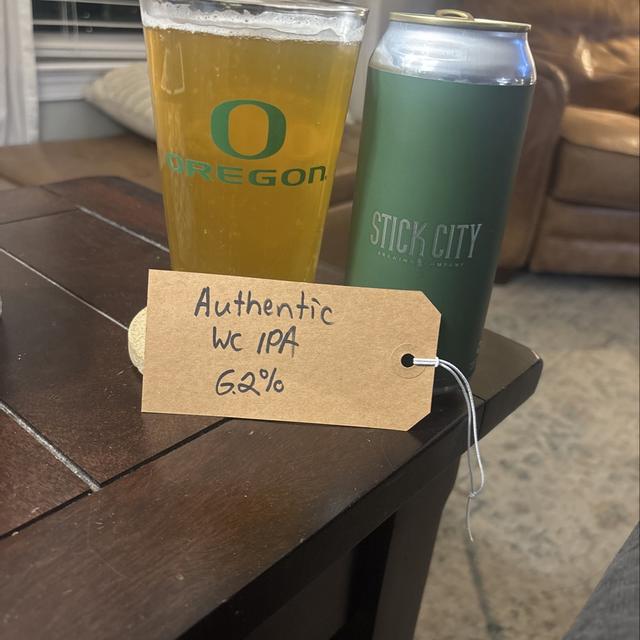 O
OREGON
STICK CITY
BREWING COMPANY
Authentic
WC IPA
6.2%